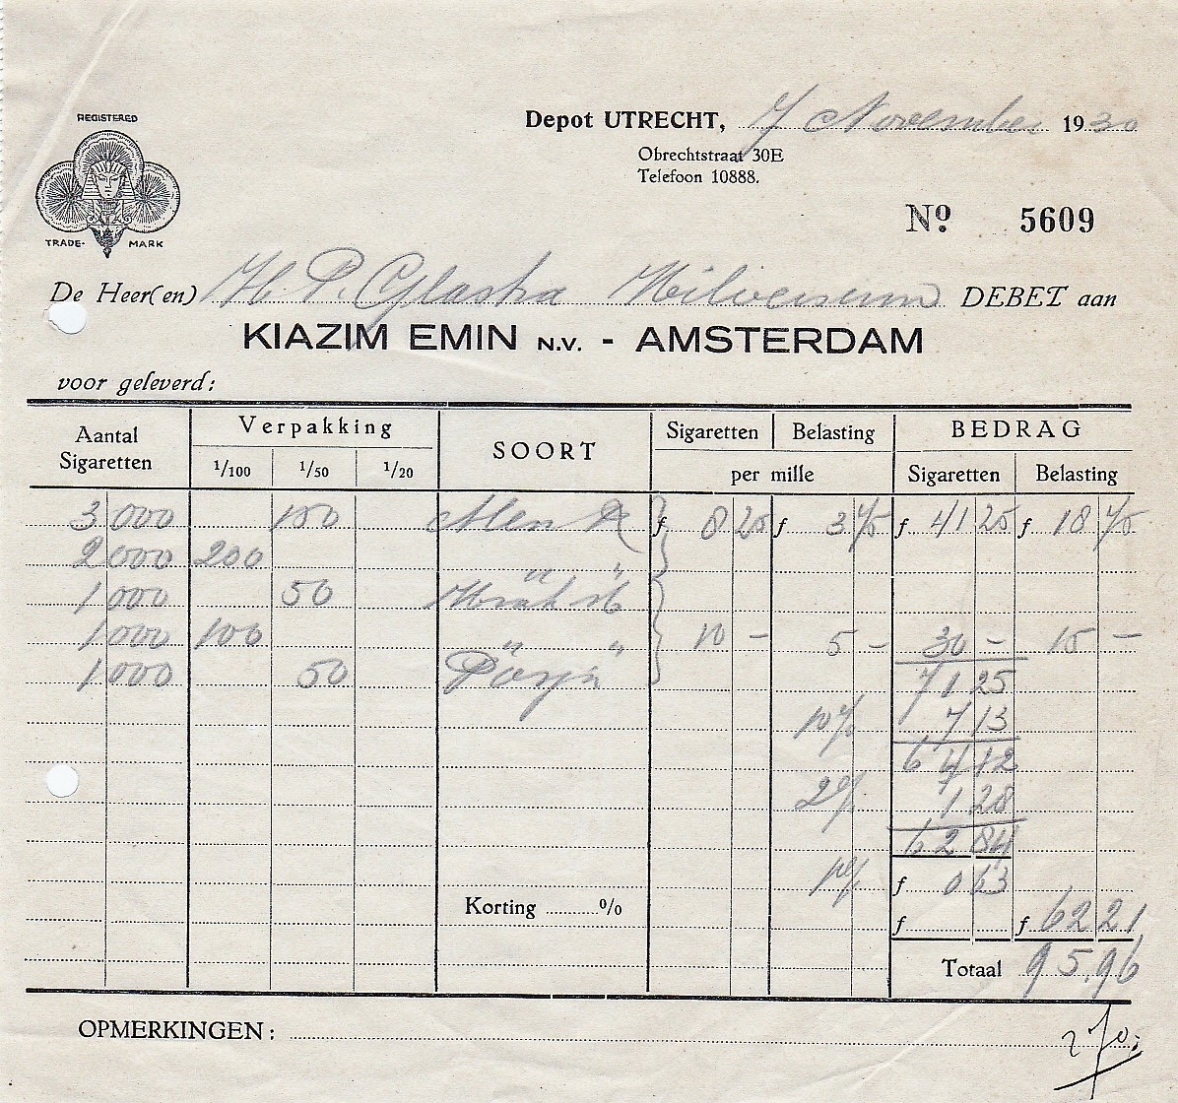 REGISTERED
TRADE- MARK
Depot UTRECHT, 7 November 1930
Obrechtstraat 30E
Telefoon 10888.
No 5609
De Heer(en) H. P. Glastra Hilversum DEBET aan
KIAZIM EMIN N.V. - AMSTERDAM
voor geleverd:
Aantal Sigaretten Verpakking 1/100 1/50 1/20 SOORT Sigaretten Belasting per mille BEDRAG Sigaretten Belasting
3 000 150 f 8 25 f 3 75 f 41 25 f 18 75
2 000 200 " "
1 000 50
1 000 100 " " 10 - 5 - 30 - 15 -
1 000 50 71 25
10% 7 13
64 12
2% 1 28
62 84
1% f 0 63
Korting ......... % f f 62 21
Totaal 95,96
OPMERKINGEN: